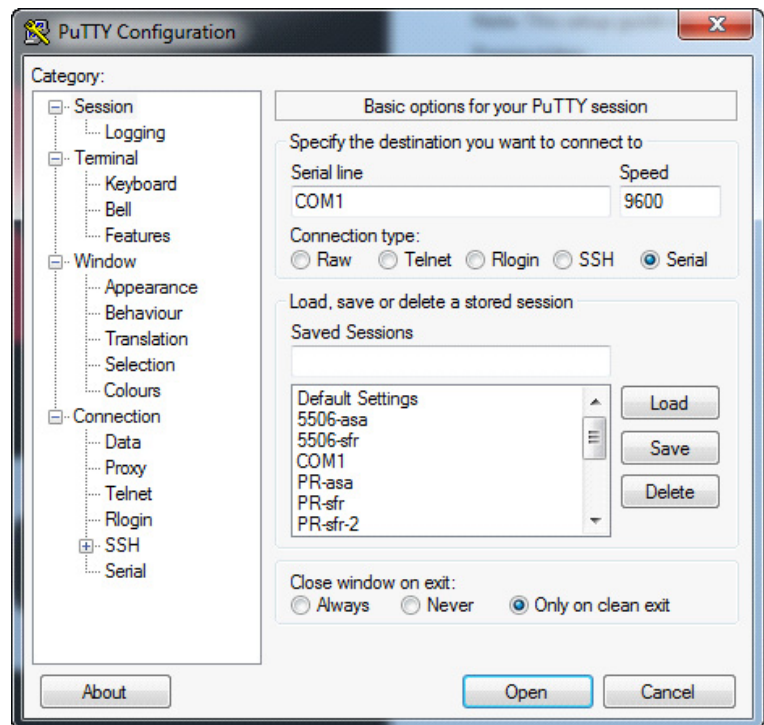 PuTTY Configuration
Category:
Session
Logging
Terminal
Keyboard
Bell
Features
Window
Appearance
Behaviour
Translation
Selection
Colours
Connection
Data
Proxy
Telnet
Rlogin
SSH
Serial
Basic options for your PuTTY session
Specify the destination you want to connect to
Serial line Speed
COM1 9600
Connection type:
Raw Telnet Rlogin SSH Serial
Load, save or delete a stored session
Saved Sessions
Default Settings
5506-asa
5506-sfr
COM1
PR-asa
PR-sfr
PR-sfr-2
Load
Save
Delete
Close window on exit:
Always Never Only on clean exit
About Open Cancel